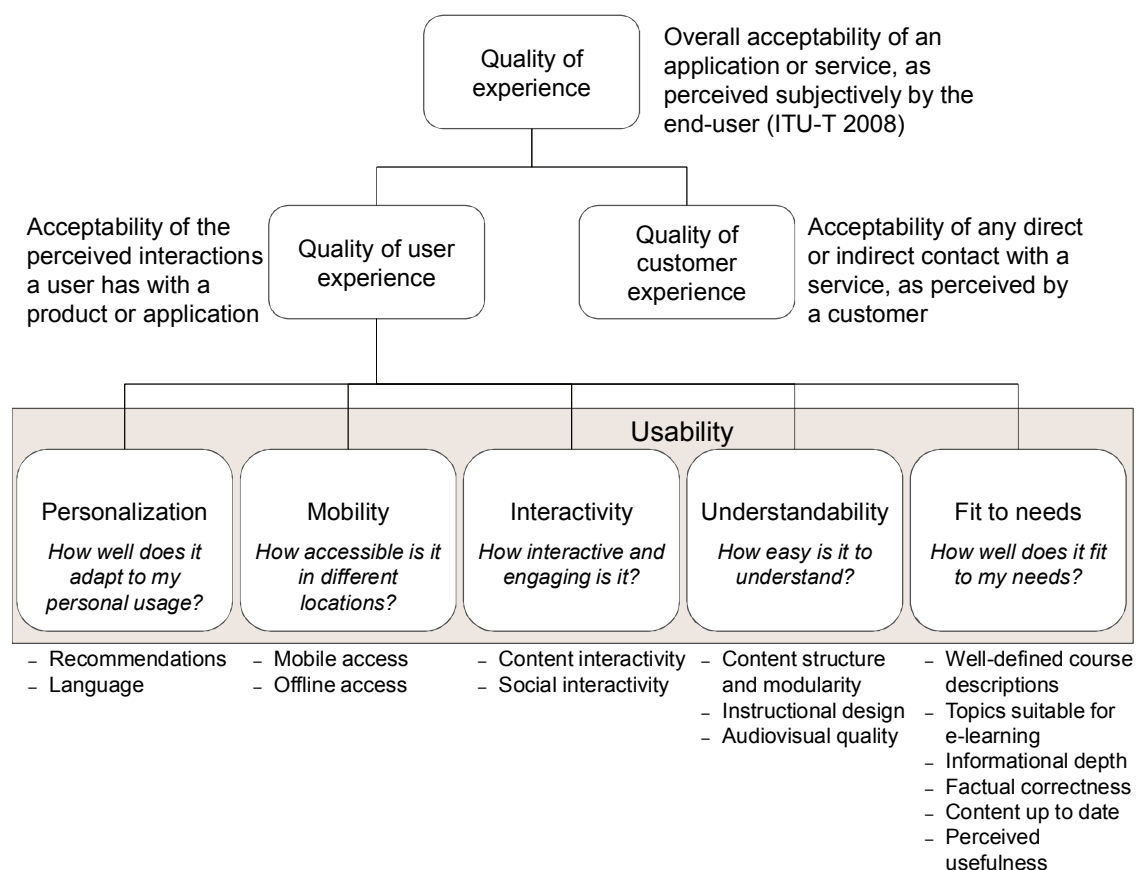 Quality of
experience
Overall acceptability of an
application or service, as
perceived subjectively by the
end-user (ITU-T 2008)
Acceptability of the
perceived interactions
a user has with a
product or application
Quality of user
experience
Quality of
customer
experience
Acceptability of any direct
or indirect contact with a
service, as perceived by
a customer
Usability
Personalization
How well does it
adapt to my
personal usage?
Mobility
How accessible is it
in different
locations?
Interactivity
How interactive and
engaging is it?
Understandability
How easy is it to
understand?
Fit to needs
How well does it fit
to my needs?
– Recommendations
– Language
– Mobile access
– Offline access
– Content interactivity
– Social interactivity
– Content structure
and modularity
– Instructional design
– Audiovisual quality
– Well-defined course
descriptions
– Topics suitable for
e-learning
– Informational depth
– Factual correctness
– Content up to date
– Perceived
usefulness